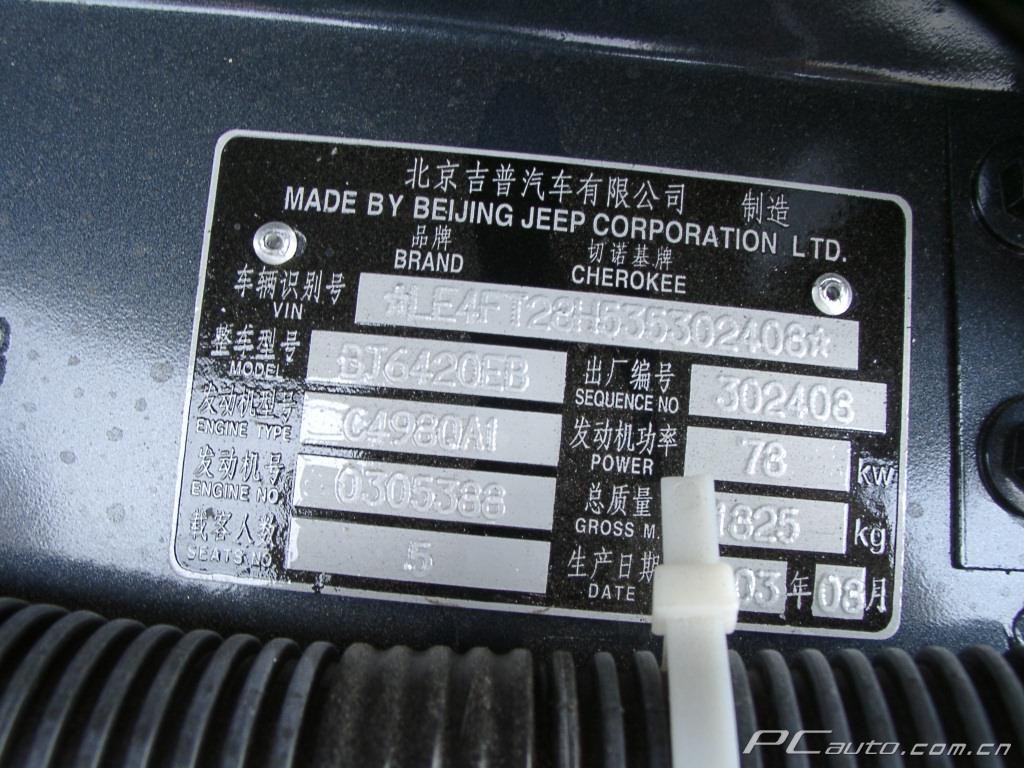 北京吉普汽车有限公司 制造
MADE BY BEIJING JEEP CORPORATION LTD.
品牌 切诺基牌
BRAND CHEROKEE
车辆识别号 ☆LE4FT28H535302408☆
VIN
整车型号 BJ6420EB 出厂编号 302408
MODEL SEQUENCE NO
发动机型号 C498QA1 发动机功率 78 kw
ENGINE TYPE POWER
发动机号 0305388 总质量 1825 kg
ENGINE NO. GROSS M.
载客人数 5 生产日期 03 年 08 月
SEATS NO. DATE
PCauto.com.cn